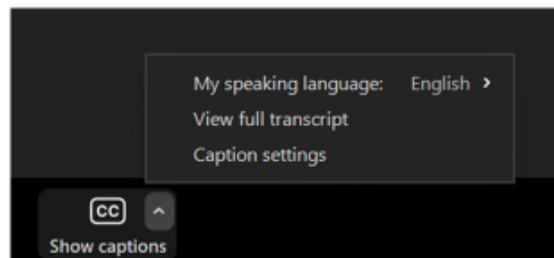 My speaking language: English >
View full transcript
Caption settings
CC
Show captions